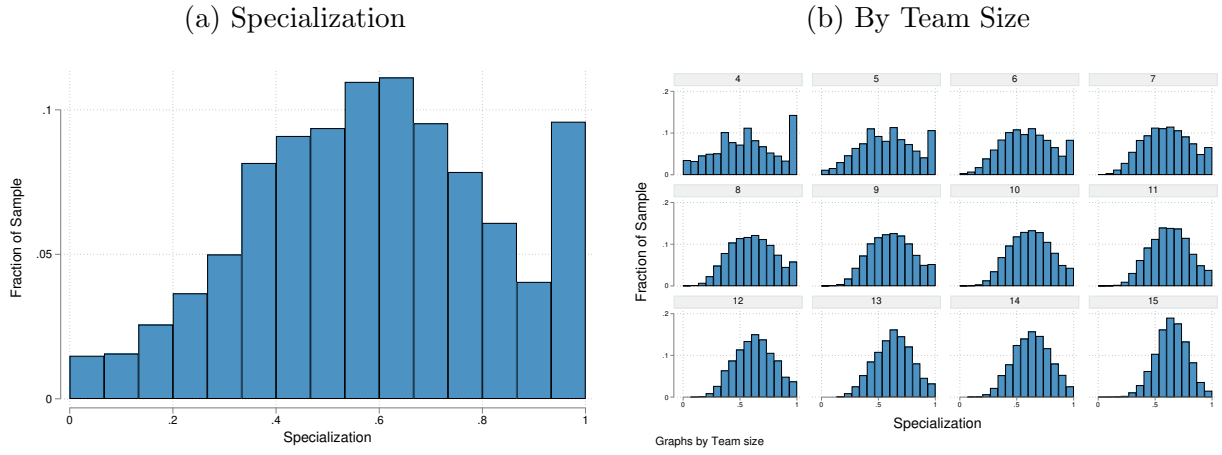 (a) Specialization
(b) By Team Size
Fraction of Sample
.1
.05
0
0 .2 .4 .6 .8 1
Specialization
Fraction of Sample
4 5 6 7
.2
.1
0
8 9 10 11
.2
.1
0
12 13 14 15
.2
.1
0
0 .5 1 0 .5 1 0 .5 1 0 .5 1
Specialization
Graphs by Team size